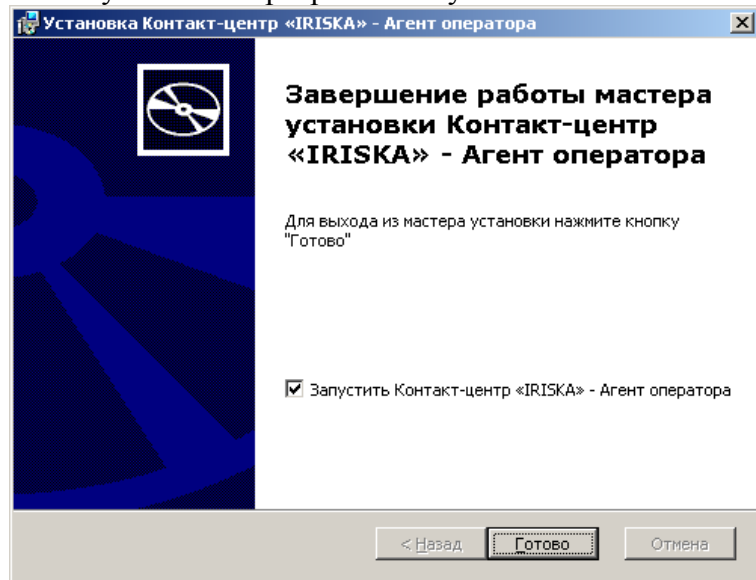 Установка Контакт-центр «IRISKA» - Агент оператора
Завершение работы мастера
установки Контакт-центр
«IRISKA» - Агент оператора
Для выхода из мастера установки нажмите кнопку
"Готово"
Запустить Контакт-центр «IRISKA» - Агент оператора
< Назад
Готово
Отмена